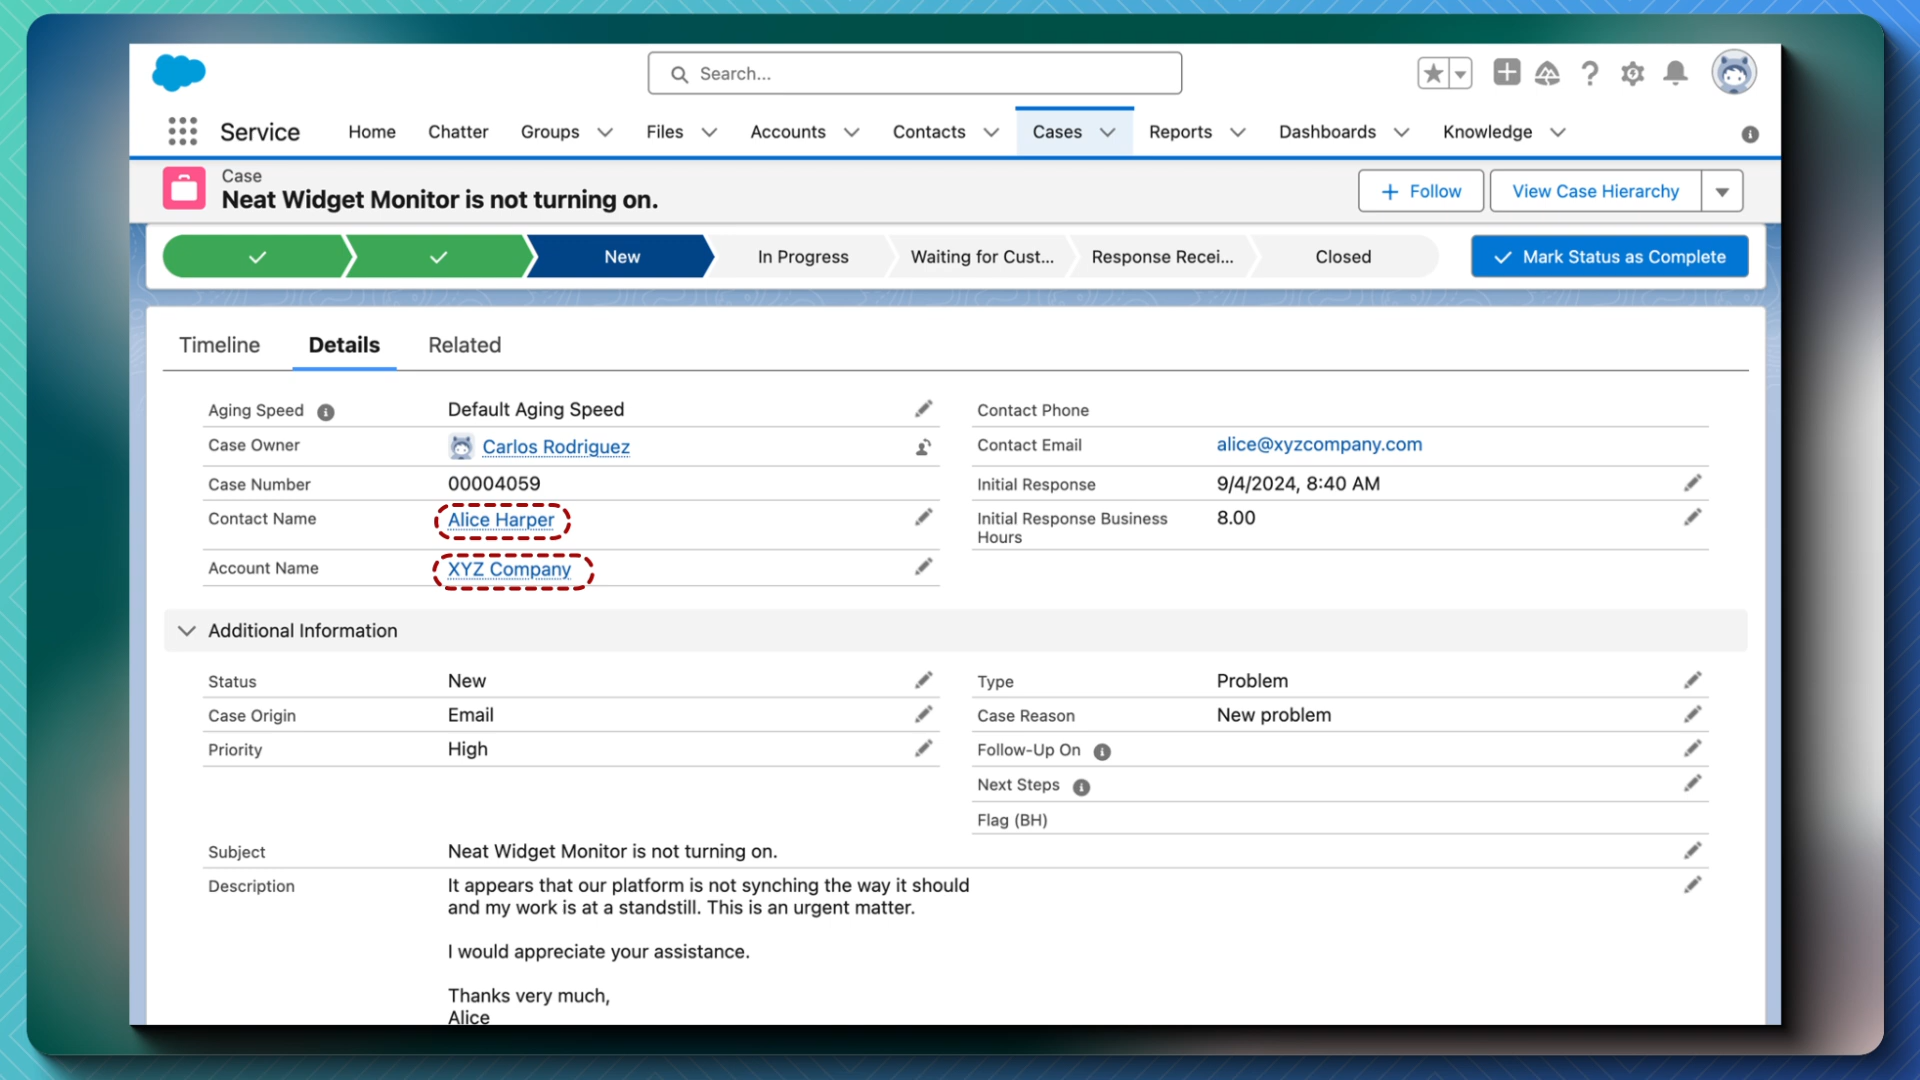 Search...
Service Home Chatter Groups Files Accounts Contacts Cases Reports Dashboards Knowledge
Case
Neat Widget Monitor is not turning on.
+ Follow View Case Hierarchy
New In Progress Waiting for Cust... Response Recei... Closed Mark Status as Complete
Timeline Details Related
Aging Speed Default Aging Speed Contact Phone
Case Owner Carlos Rodriguez Contact Email alice@xyzcompany.com
Case Number 00004059 Initial Response 9/4/2024, 8:40 AM
Contact Name Alice Harper Initial Response Business 8.00
Hours
Account Name XYZ Company
Additional Information
Status New Type Problem
Case Origin Email Case Reason New problem
Priority High Follow-Up On
Next Steps
Flag (BH)
Subject Neat Widget Monitor is not turning on.
Description It appears that our platform is not synching the way it should
and my work is at a standstill. This is an urgent matter.
I would appreciate your assistance.
Thanks very much,
Alice